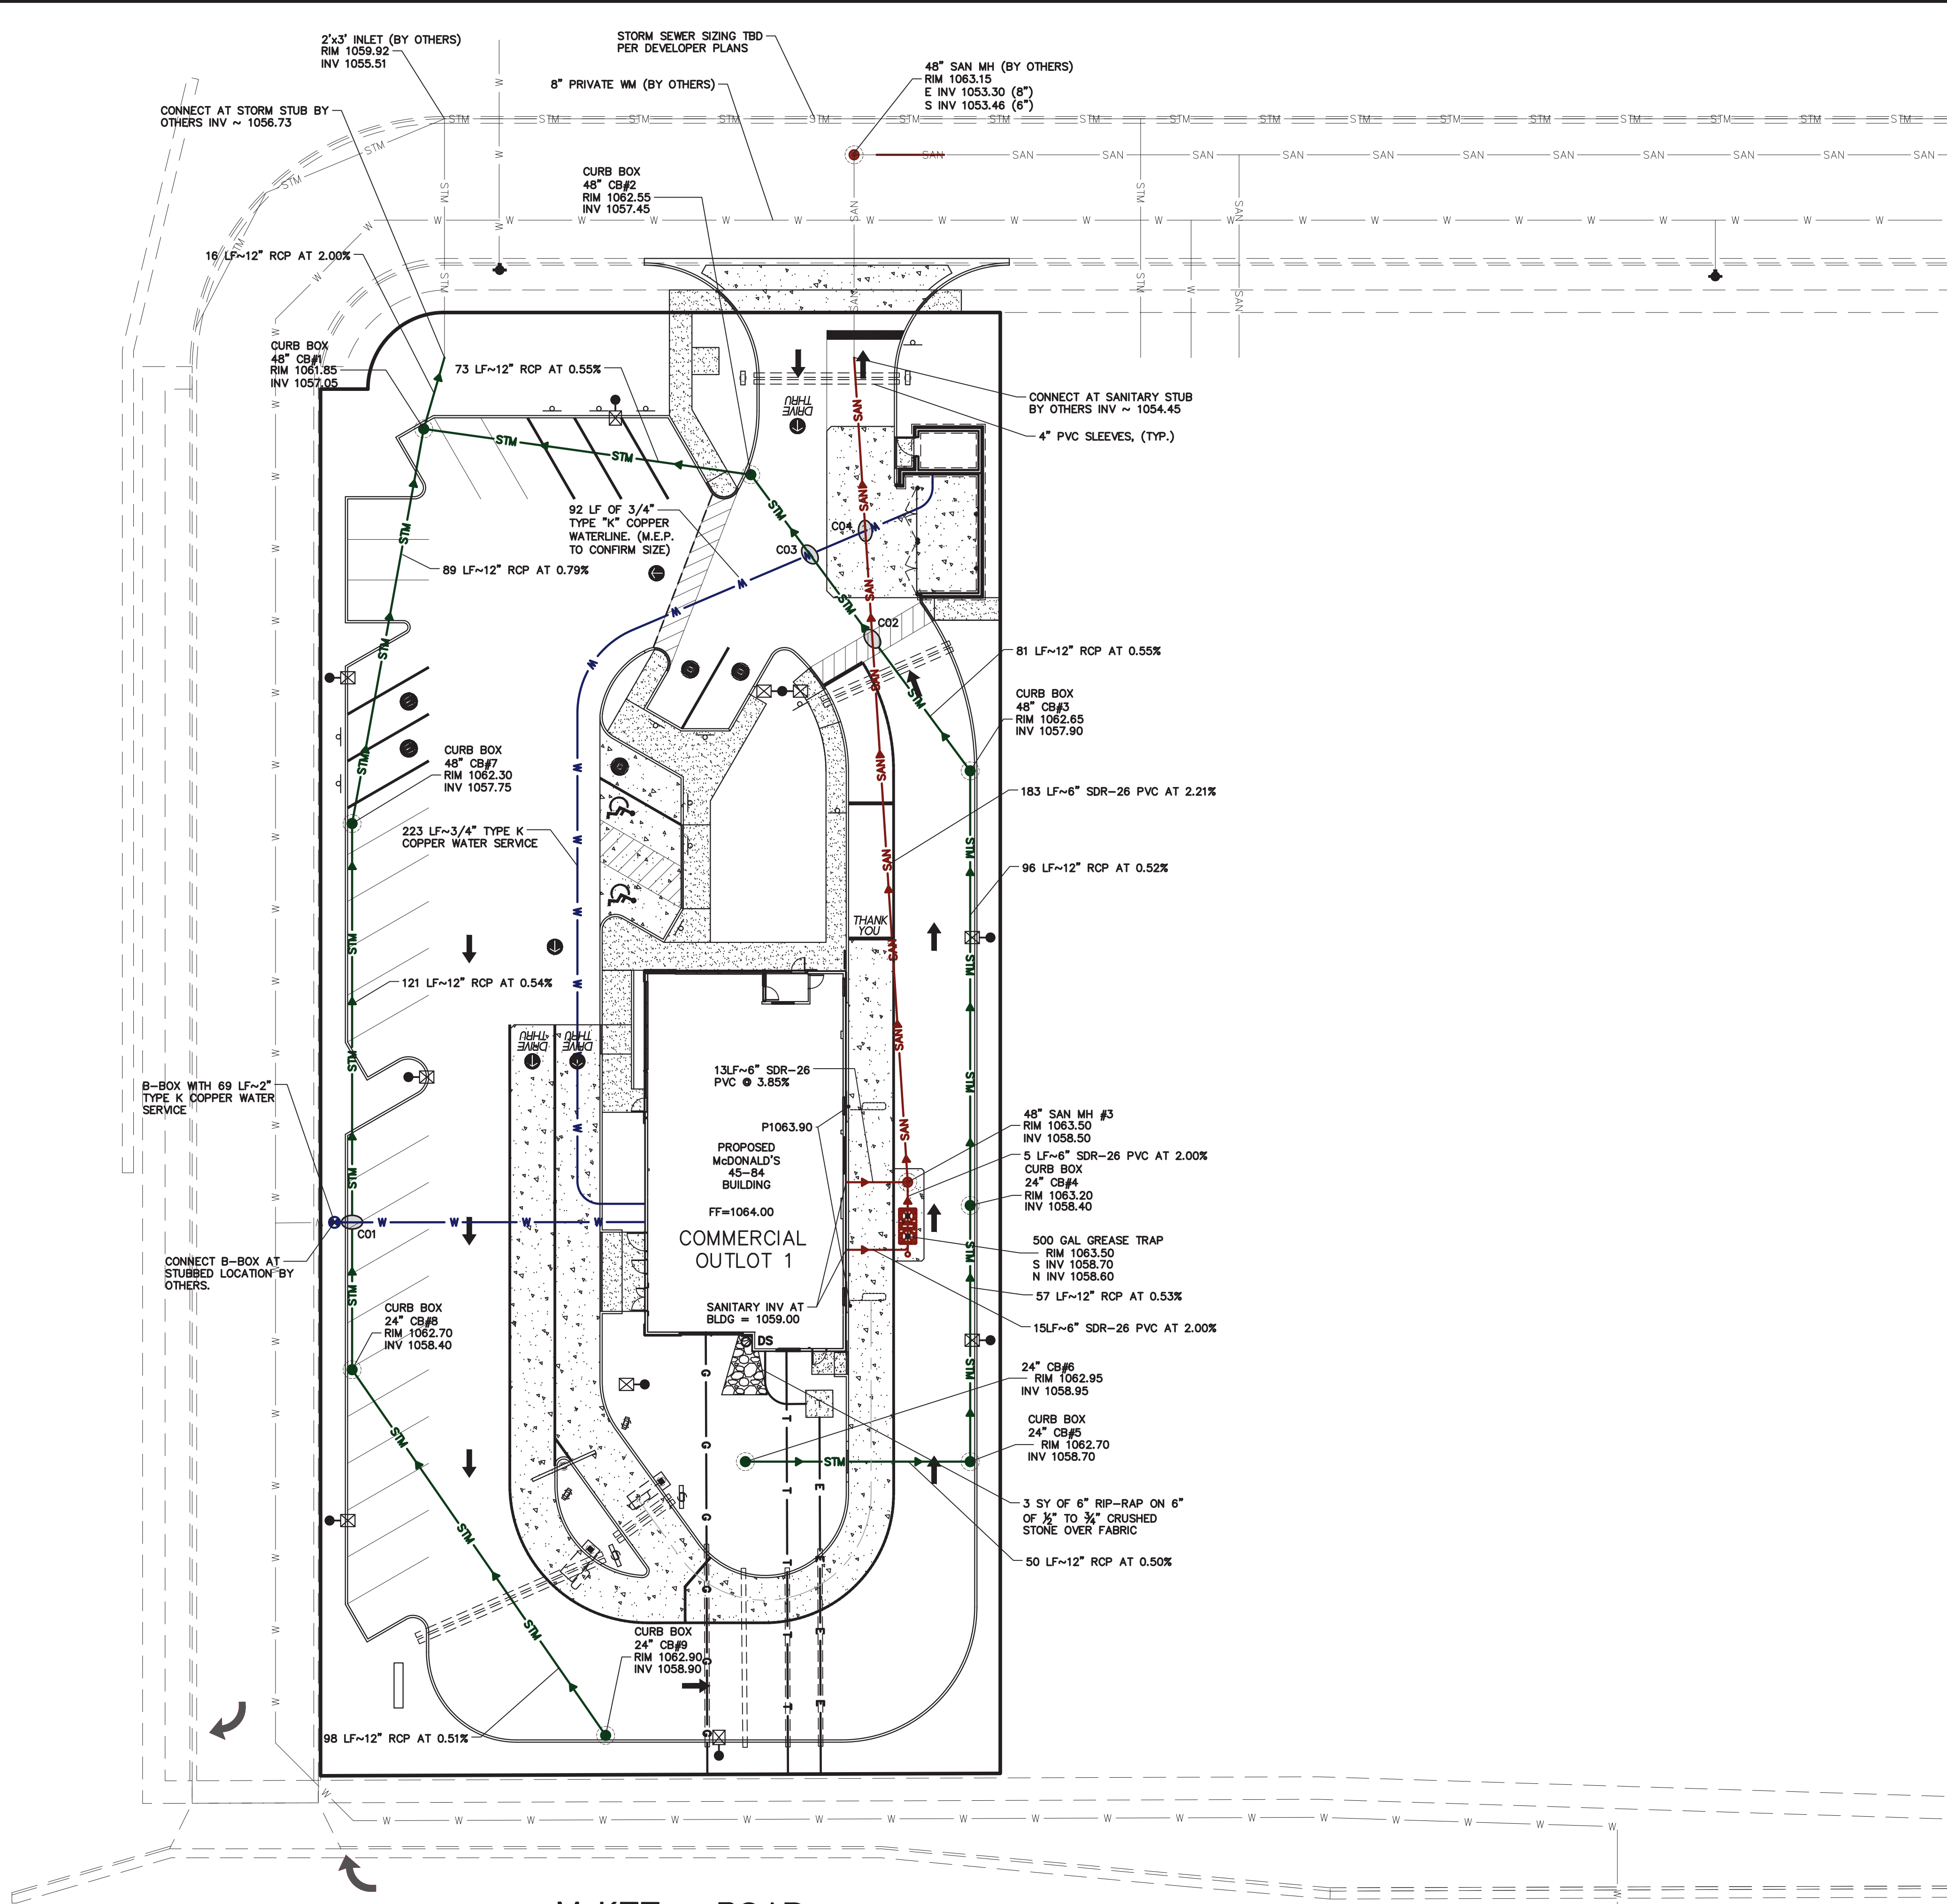 2'x3' INLET (BY OTHERS)
RIM 1059.92
INV 1055.51
STORM SEWER SIZING TBD
PER DEVELOPER PLANS
8" PRIVATE WM (BY OTHERS)
48" SAN MH (BY OTHERS)
RIM 1063.15
E INV 1053.30 (8")
S INV 1053.46 (6")
CONNECT AT STORM STUB BY
OTHERS INV ~ 1056.73
CURB BOX
48" CB#2
RIM 1062.55
INV 1057.45
16 LF~12" RCP AT 2.00%
CURB BOX
48" CB#1
RIM 1061.85
INV 1057.05
73 LF~12" RCP AT 0.55%
DRIVE
THRU
CONNECT AT SANITARY STUB
BY OTHERS INV ~ 1054.45
4" PVC SLEEVES, (TYP.)
92 LF OF 3/4"
TYPE "K" COPPER
WATERLINE. (M.E.P.
TO CONFIRM SIZE)
C04
C03
89 LF~12" RCP AT 0.79%
C02
81 LF~12" RCP AT 0.55%
CURB BOX
48" CB#3
RIM 1062.65
INV 1057.90
CURB BOX
48" CB#7
RIM 1062.30
INV 1057.75
183 LF~6" SDR-26 PVC AT 2.21%
223 LF~3/4" TYPE K
COPPER WATER SERVICE
96 LF~12" RCP AT 0.52%
THANK
YOU
121 LF~12" RCP AT 0.54%
DRIVE
THRU
DRIVE
THRU
13LF~6" SDR-26
PVC @ 3.85%
B-BOX WITH 69 LF~2"
TYPE K COPPER WATER
SERVICE
P1063.90
48" SAN MH #3
RIM 1063.50
INV 1058.50
PROPOSED
McDONALD'S
45-84
BUILDING
5 LF~6" SDR-26 PVC AT 2.00%
CURB BOX
24" CB#4
RIM 1063.20
INV 1058.40
FF=1064.00
COMMERCIAL
OUTLOT 1
C01
500 GAL GREASE TRAP
RIM 1063.50
S INV 1058.70
N INV 1058.60
CONNECT B-BOX AT
STUBBED LOCATION BY
OTHERS.
57 LF~12" RCP AT 0.53%
CURB BOX
24" CB#8
RIM 1062.70
INV 1058.40
SANITARY INV AT
BLDG = 1059.00
15LF~6" SDR-26 PVC AT 2.00%
DS
24" CB#6
RIM 1062.95
INV 1058.95
CURB BOX
24" CB#5
RIM 1062.70
INV 1058.70
3 SY OF 6" RIP-RAP ON 6"
OF ½" TO ¾" CRUSHED
STONE OVER FABRIC
50 LF~12" RCP AT 0.50%
CURB BOX
24" CB#9
RIM 1062.90
INV 1058.90
98 LF~12" RCP AT 0.51%
STM
SAN
W
G
T
E